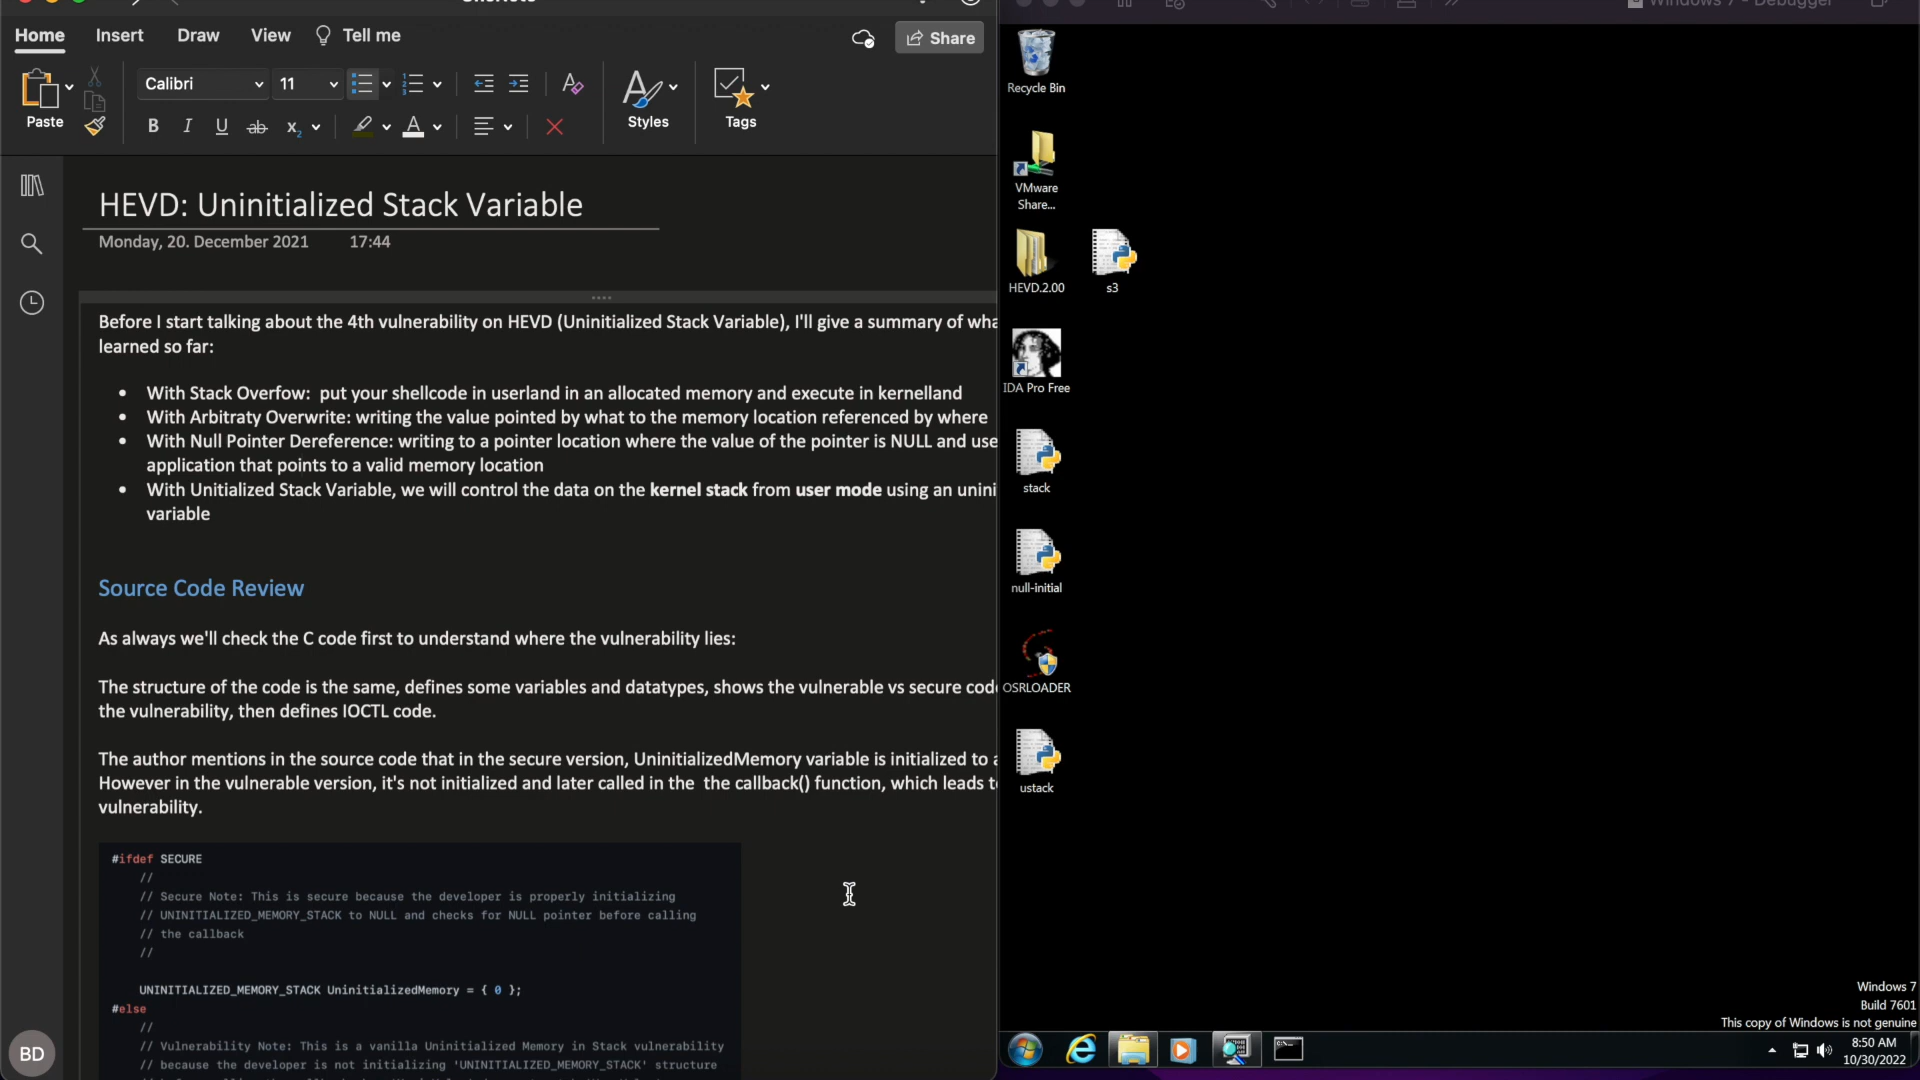 Home Insert Draw View Tell me
Share
Calibri 11
Paste
B I U ab x₂ A
Styles
Tags
HEVD: Uninitialized Stack Variable
Monday, 20. December 2021 17:44
Before I start talking about the 4th vulnerability on HEVD (Uninitialized Stack Variable), I'll give a summary of
learned so far:
• With Stack Overfow: put your shellcode in userland in an allocated memory and execute in kernelland
• With Arbitraty Overwrite: writing the value pointed by what to the memory location referenced by where
• With Null Pointer Dereference: writing to a pointer location where the value of the pointer is NULL and use
application that points to a valid memory location
• With Unitialized Stack Variable, we will control the data on the kernel stack from user mode using an
variable
Source Code Review
As always we'll check the C code first to understand where the vulnerability lies:
The structure of the code is the same, defines some variables and datatypes, shows the vulnerable vs secure
the vulnerability, then defines IOCTL code.
The author mentions in the source code that in the secure version, UninitializedMemory variable is initialized to
However in the vulnerable version, it's not initialized and later called in the the callback() function, which leads
vulnerability.
#ifdef SECURE
//
// Secure Note: This is secure because the developer is properly initializing
// UNINITIALIZED_MEMORY_STACK to NULL and checks for NULL pointer before calling
// the callback
//
UNINITIALIZED_MEMORY_STACK UninitializedMemory = { 0 };
#else
//
// Vulnerability Note: This is a vanilla Uninitialized Memory in Stack vulnerability
// because the developer is not initializing 'UNINITIALIZED_MEMORY_STACK' structure
BD
Windows 7 - Debugger
Recycle Bin
VMware
Share...
HEVD.2.00
s3
IDA Pro Free
stack
null-initial
OSRLOADER
ustack
Windows 7
Build 7601
This copy of Windows is not genuine
8:50 AM
10/30/2022